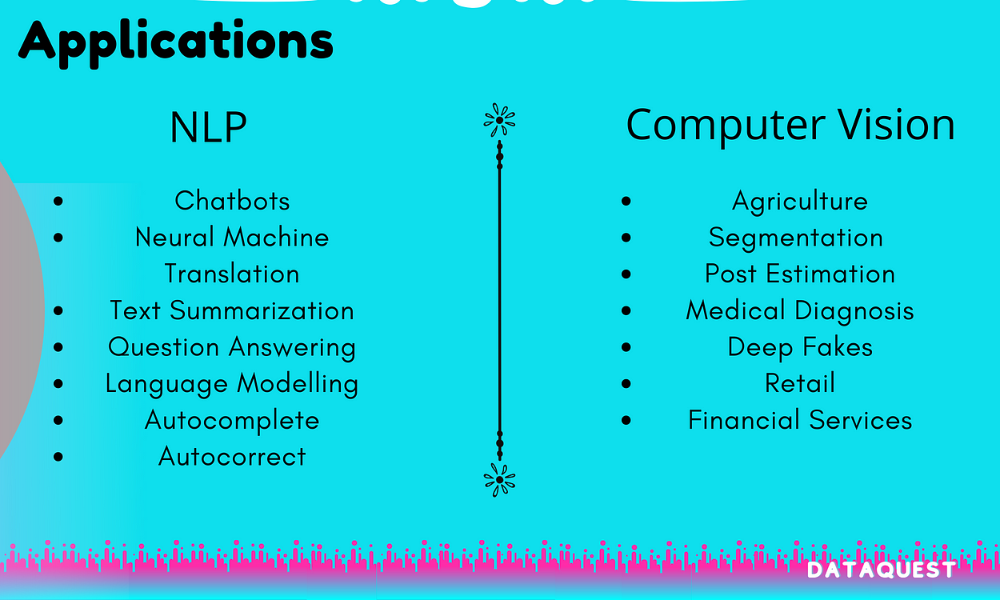 Applications
NLP
• Chatbots
• Neural Machine
Translation
• Text Summarization
• Question Answering
• Language Modelling
• Autocomplete
• Autocorrect
Computer Vision
• Agriculture
• Segmentation
• Post Estimation
• Medical Diagnosis
• Deep Fakes
• Retail
• Financial Services
DATAQUEST